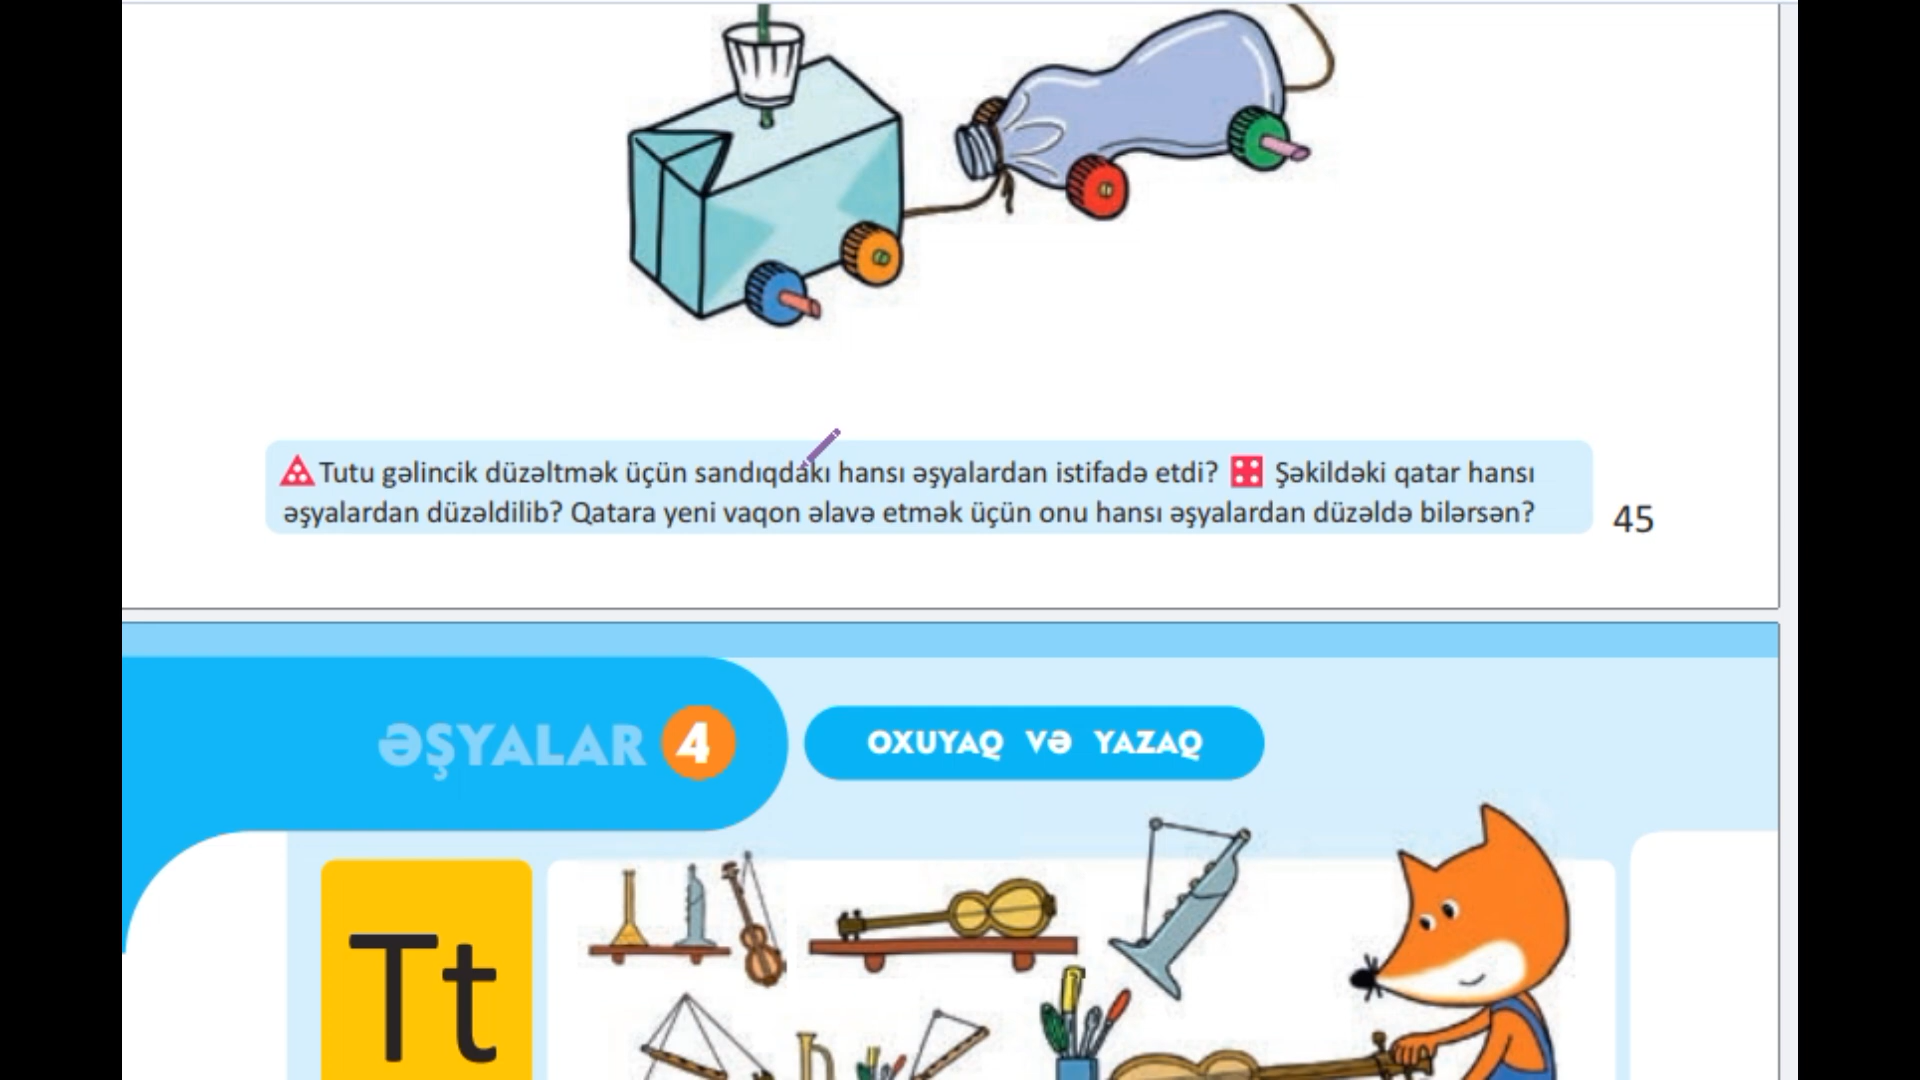 Tutu gəlincik düzəltmək üçün sandıqdakı hansı əşyalardan istifadə etdi? Şəkildəki qatar hansı
əşyalardan düzəldilib? Qatara yeni vaqon əlavə etmək üçün onu hansı əşyalardan düzəldə bilərsən?
45
ƏŞYALAR 4
OXUYAQ VƏ YAZAQ
Tt